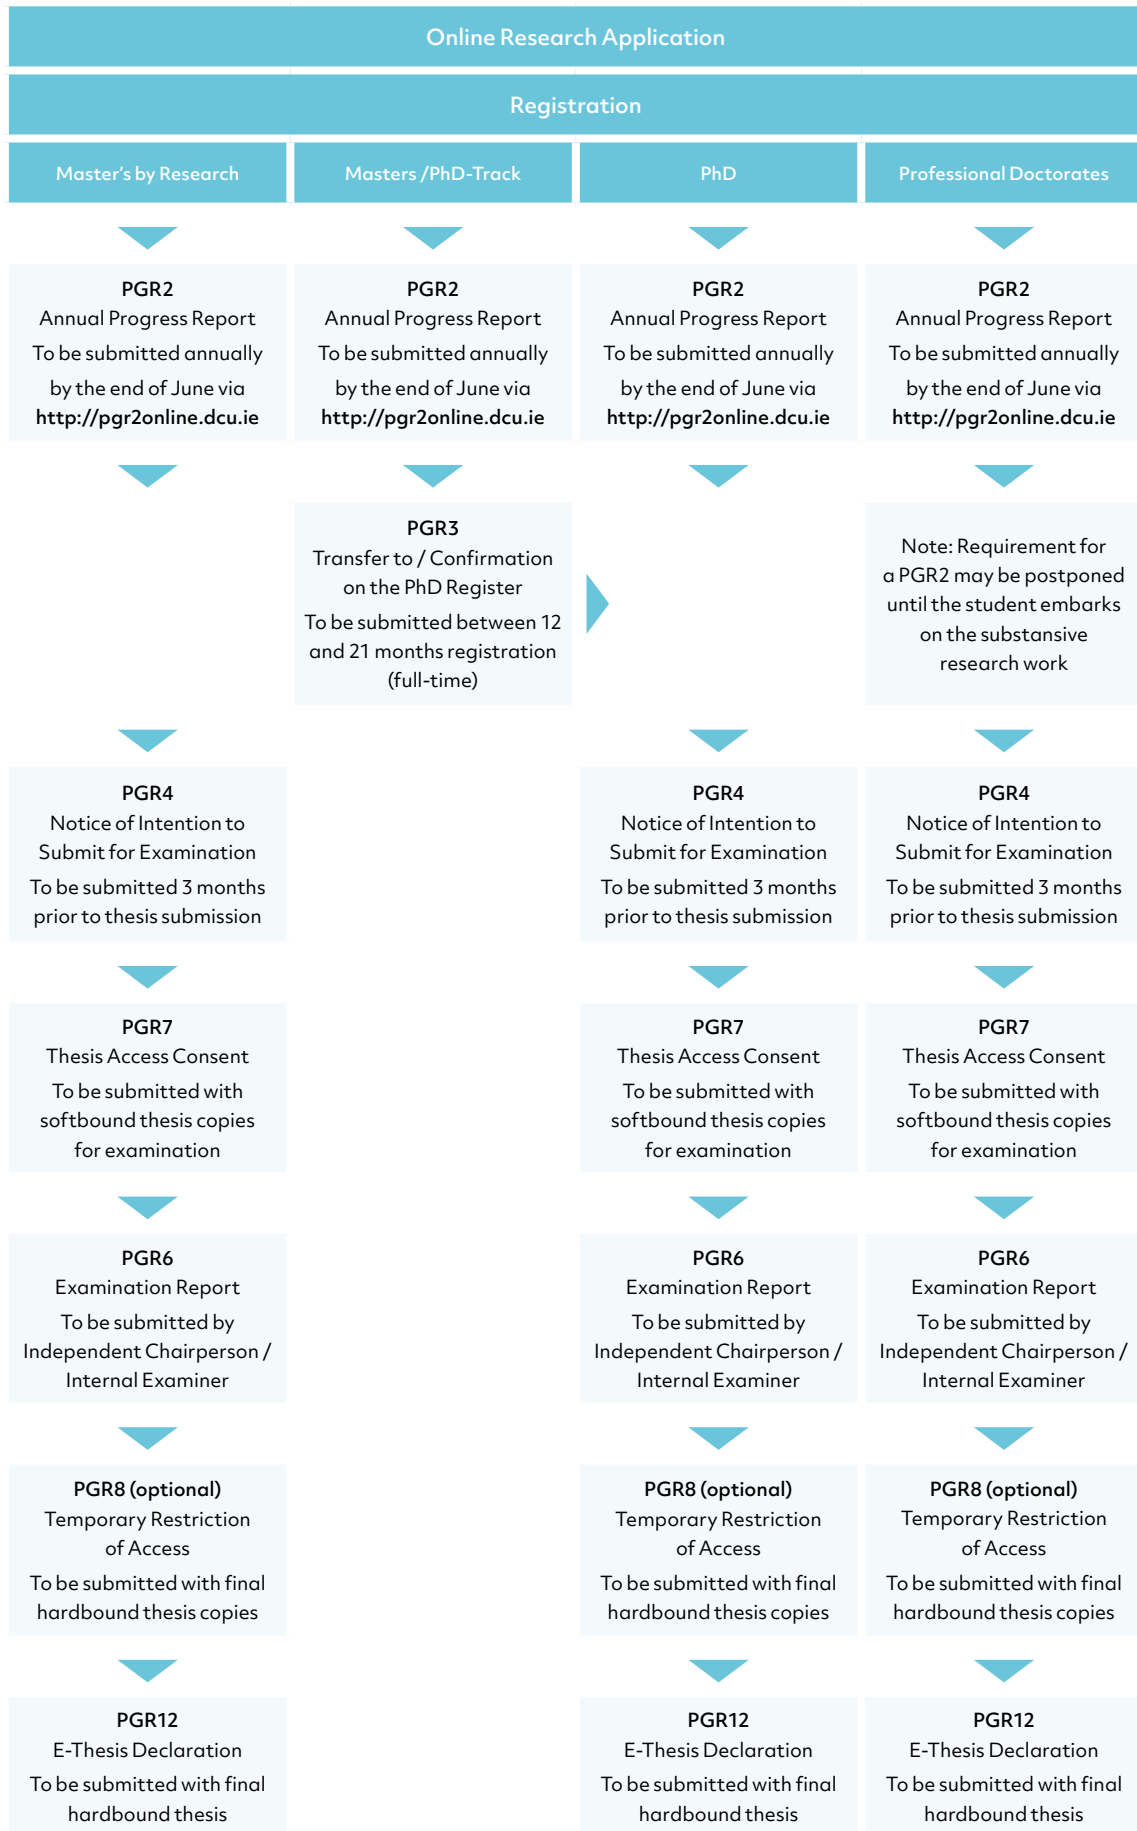 Online Research Application
Registration
Master's by Research
Masters /PhD-Track
PhD
Professional Doctorates
PGR2
Annual Progress Report
To be submitted annually
by the end of June via
http://pgr2online.dcu.ie
PGR2
Annual Progress Report
To be submitted annually
by the end of June via
http://pgr2online.dcu.ie
PGR2
Annual Progress Report
To be submitted annually
by the end of June via
http://pgr2online.dcu.ie
PGR2
Annual Progress Report
To be submitted annually
by the end of June via
http://pgr2online.dcu.ie
PGR3
Transfer to / Confirmation
on the PhD Register
To be submitted between 12
and 21 months registration
(full-time)
Note: Requirement for
a PGR2 may be postponed
until the student embarks
on the substansive
research work
PGR4
Notice of Intention to
Submit for Examination
To be submitted 3 months
prior to thesis submission
PGR4
Notice of Intention to
Submit for Examination
To be submitted 3 months
prior to thesis submission
PGR4
Notice of Intention to
Submit for Examination
To be submitted 3 months
prior to thesis submission
PGR7
Thesis Access Consent
To be submitted with
softbound thesis copies
for examination
PGR7
Thesis Access Consent
To be submitted with
softbound thesis copies
for examination
PGR7
Thesis Access Consent
To be submitted with
softbound thesis copies
for examination
PGR6
Examination Report
To be submitted by
Independent Chairperson /
Internal Examiner
PGR6
Examination Report
To be submitted by
Independent Chairperson /
Internal Examiner
PGR6
Examination Report
To be submitted by
Independent Chairperson /
Internal Examiner
PGR8 (optional)
Temporary Restriction
of Access
To be submitted with final
hardbound thesis copies
PGR8 (optional)
Temporary Restriction
of Access
To be submitted with final
hardbound thesis copies
PGR8 (optional)
Temporary Restriction
of Access
To be submitted with final
hardbound thesis copies
PGR12
E-Thesis Declaration
To be submitted with final
hardbound thesis
PGR12
E-Thesis Declaration
To be submitted with final
hardbound thesis
PGR12
E-Thesis Declaration
To be submitted with final
hardbound thesis